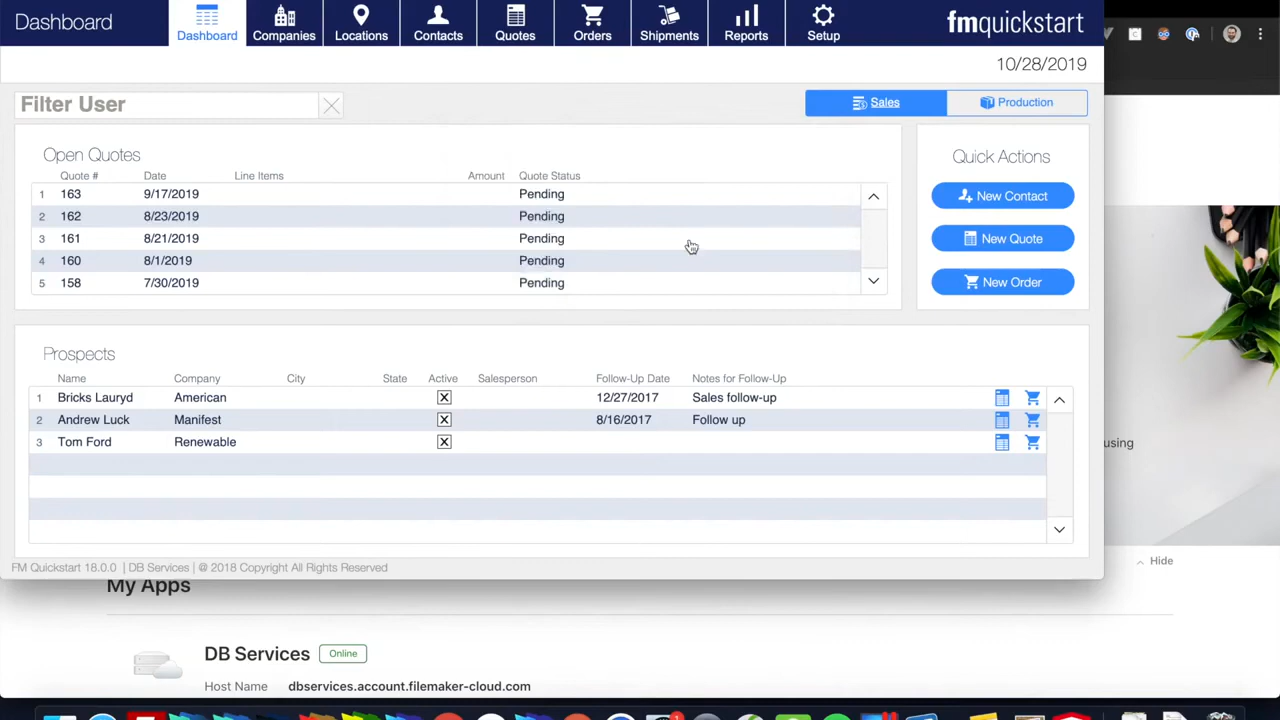 Dashboard
Dashboard Companies Locations Contacts Quotes Orders Shipments Reports Setup
fmquickstart
10/28/2019
Filter User
Sales Production
Open Quotes
Quote # Date Line Items Amount Quote Status
1 163 9/17/2019 Pending
2 162 8/23/2019 Pending
3 161 8/21/2019 Pending
4 160 8/1/2019 Pending
5 158 7/30/2019 Pending
Quick Actions
New Contact
New Quote
New Order
Prospects
Name Company City State Active Salesperson Follow-Up Date Notes for Follow-Up
1 Bricks Lauryd American 12/27/2017 Sales follow-up
2 Andrew Luck Manifest 8/16/2017 Follow up
3 Tom Ford Renewable
using
FM Quickstart 18.0.0 | DB Services | @ 2018 Copyright All Rights Reserved
Hide
My Apps
DB Services Online
Host Name dbservices.account.filemaker-cloud.com